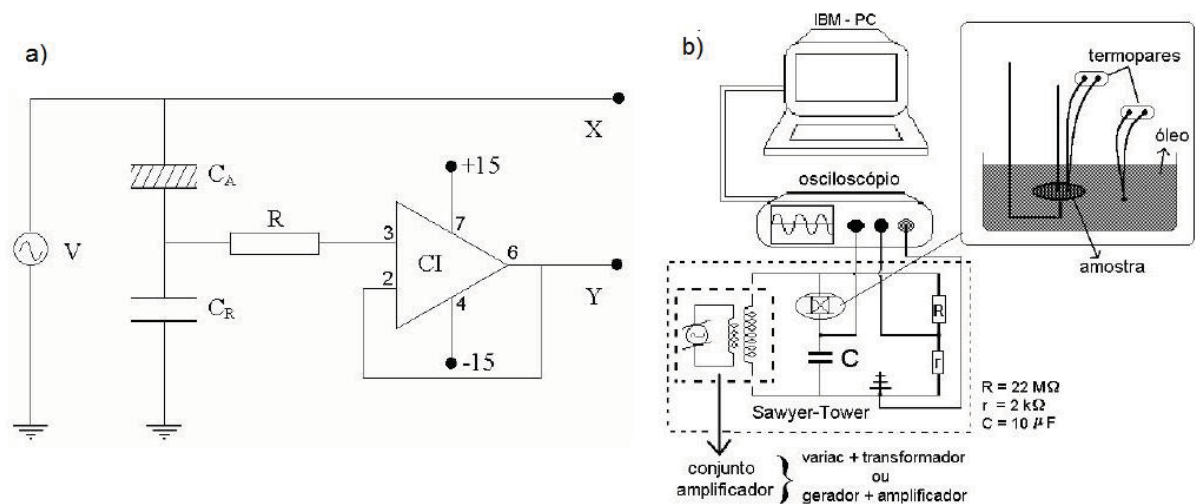 a)
X
C_A
+15
R
3
7
V
CI
6
2
Y
C_R
4
-15
b)
IBM - PC
termopares
óleo
osciloscópio
amostra
R
C
r
R = 22 MΩ
r = 2 kΩ
C = 10 μF
Sawyer-Tower
conjunto
amplificador
variac + transformador
ou
gerador + amplificador